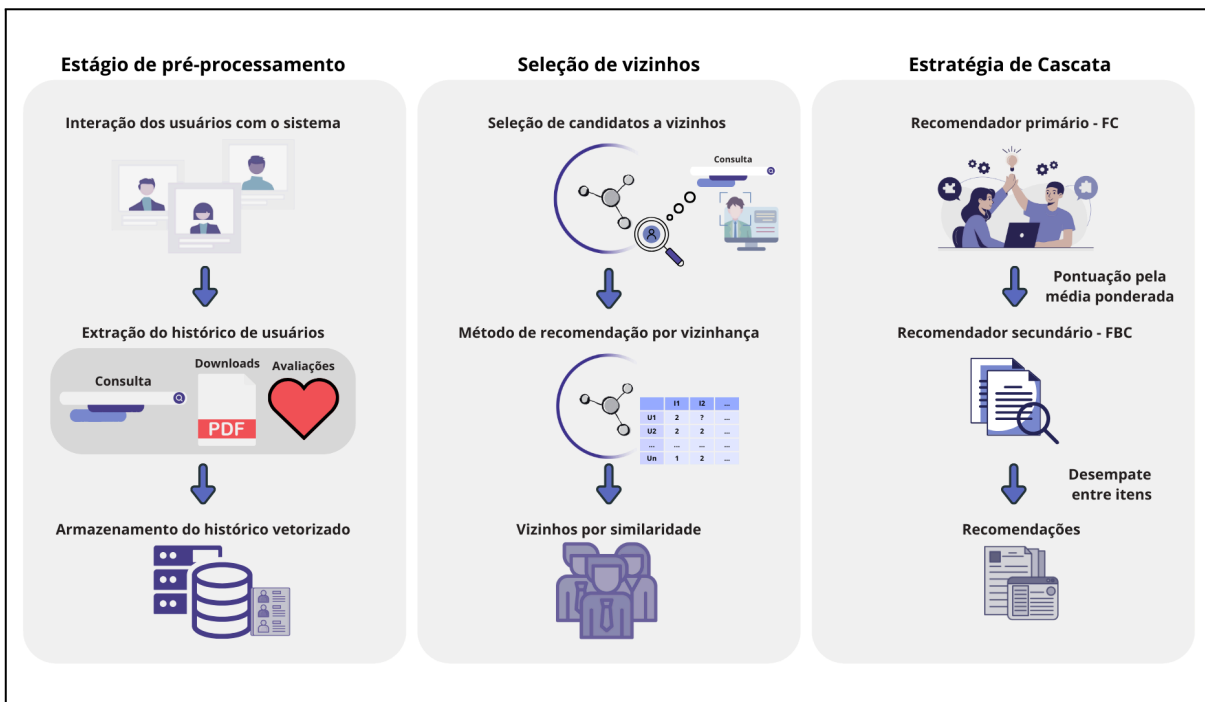 Estágio de pré-processamento
Interação dos usuários com o sistema
Extração do histórico de usuários
Consulta
Downloads
PDF
Avaliações
Armazenamento do histórico vetorizado
Seleção de vizinhos
Seleção de candidatos a vizinhos
Consulta
Método de recomendação por vizinhança
I1 I2 ...
U1 2 ? ...
U2 2 2 ...
... ... ... ...
Un 1 2 ...
Vizinhos por similaridade
Estratégia de Cascata
Recomendador primário - FC
Pontuação pela
média ponderada
Recomendador secundário - FBC
Desempate
entre itens
Recomendações